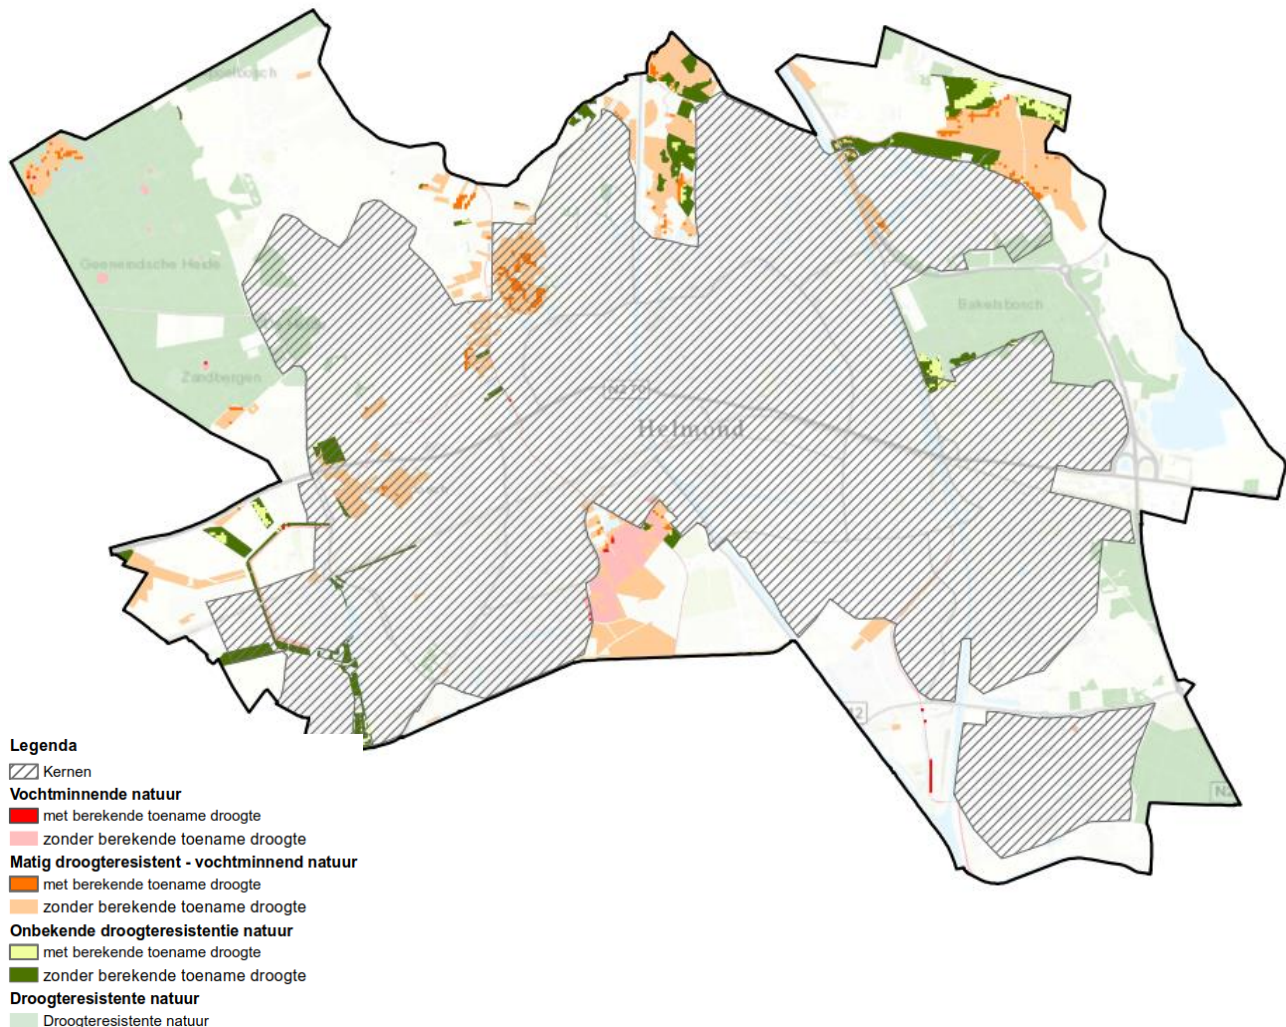 Geeneindsche Heide
Bakelsbosch
Zandbergen
N270
Helmond
Legenda
Kernen
Vochtminnende natuur
met berekende toename droogte
zonder berekende toename droogte
Matig droogteresistent - vochtminnend natuur
met berekende toename droogte
zonder berekende toename droogte
Onbekende droogteresistentie natuur
met berekende toename droogte
zonder berekende toename droogte
Droogteresistente natuur
Droogteresistente natuur